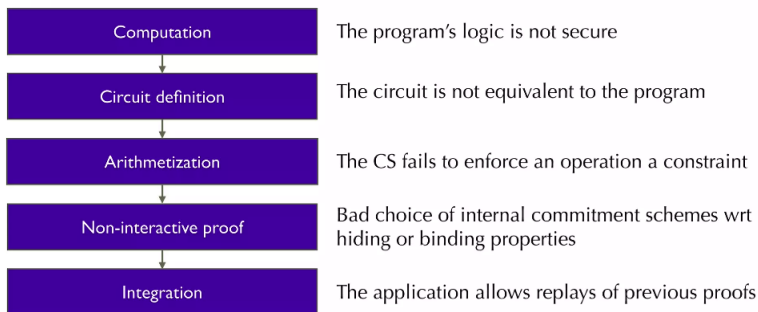 Computation
The program's logic is not secure
Circuit definition
The circuit is not equivalent to the program
Arithmetization
The CS fails to enforce an operation a constraint
Non-interactive proof
Bad choice of internal commitment schemes wrt
hiding or binding properties
Integration
The application allows replays of previous proofs